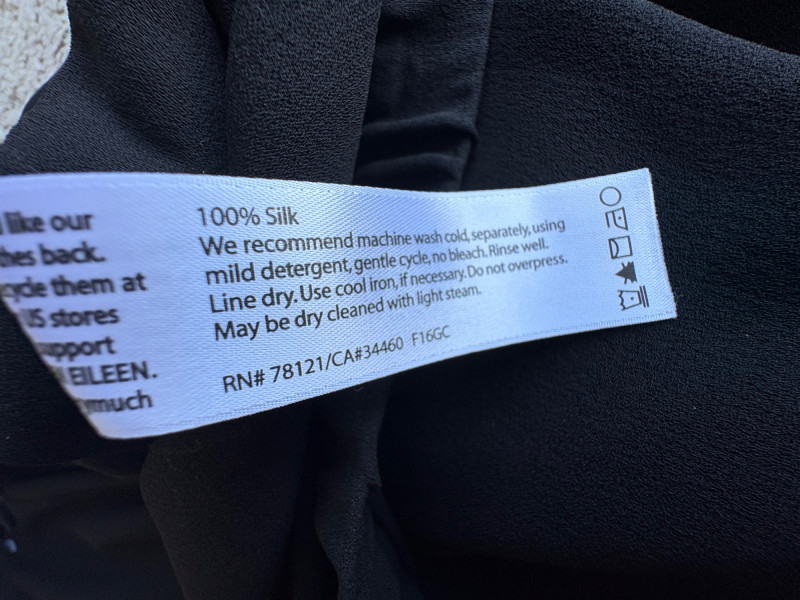 like our
back.
them at
US stores
EILEEN.
much
100% Silk
We recommend machine wash cold, separately, using
mild detergent, gentle cycle, no bleach. Rinse well.
Line dry. Use cool iron, if necessary. Do not overpress.
May be dry cleaned with light steam.
RN# 78121/CA#34460 F16GC